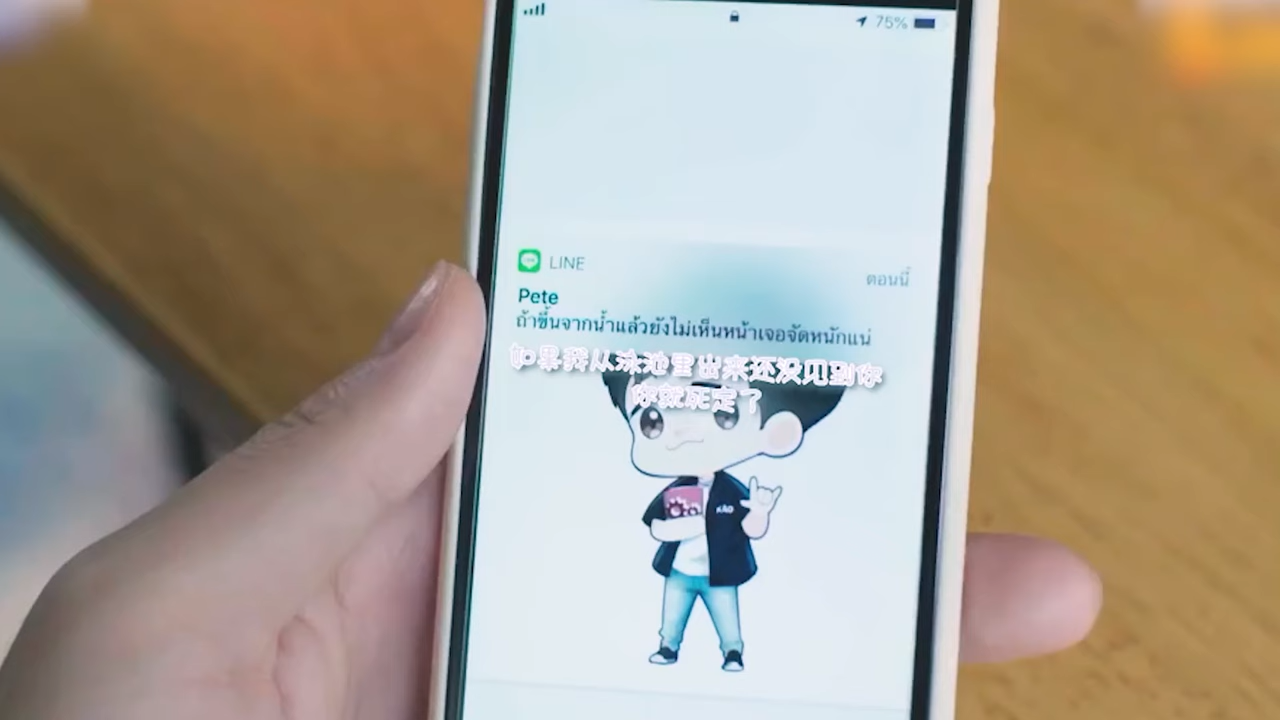 75%
LINE
ตอนนี้
Pete
ถ้าขึ้นจากน้ำแล้วยังไม่เห็นหน้าเจอจัดหนักแน่
如果我从泳池里出来还没见到你
你就死定了
KAO